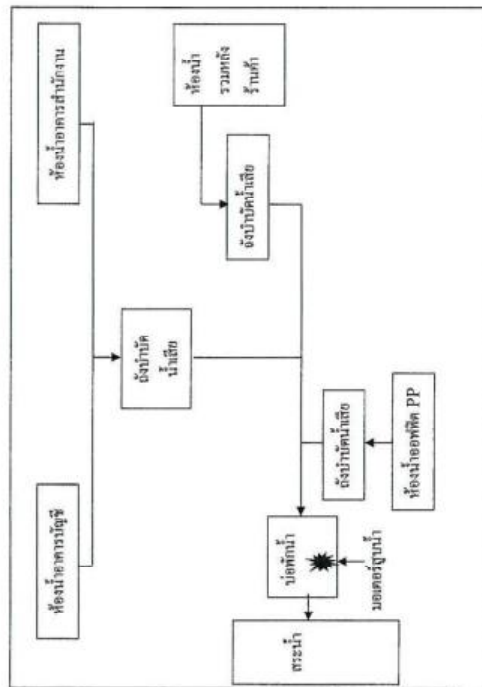 ห้องน้ำอาคารบัญชี
ห้องน้ำอาคารสำนักงาน
ถังบำบัด
น้ำเสีย
ห้องน้ำ
รวมหลัง
ร้านค้า
ถังบำบัดน้ำเสีย
ถังบำบัดน้ำเสีย
ห้องน้ำออฟฟิต PP
บ่อพักน้ำ
มอเตอร์สูบน้ำ
สระน้ำ